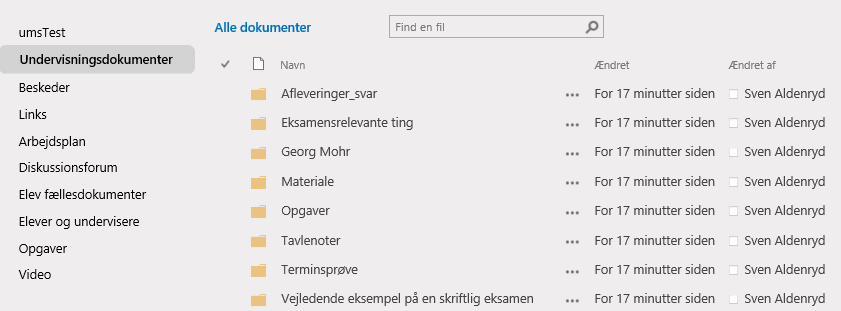 umsTest
Undervisningsdokumenter
Beskeder
Links
Arbejdsplan
Diskussionsforum
Elev fællesdokumenter
Elever og undervisere
Opgaver
Video
Alle dokumenter
Find en fil
Navn Ændret Ændret af
Afleveringer_svar ... For 17 minutter siden Sven Aldenryd
Eksamensrelevante ting ... For 17 minutter siden Sven Aldenryd
Georg Mohr ... For 17 minutter siden Sven Aldenryd
Materiale ... For 17 minutter siden Sven Aldenryd
Opgaver ... For 17 minutter siden Sven Aldenryd
Tavlenoter ... For 17 minutter siden Sven Aldenryd
Terminsprøve ... For 17 minutter siden Sven Aldenryd
Vejledende eksempel på en skriftlig eksamen ... For 17 minutter siden Sven Aldenryd